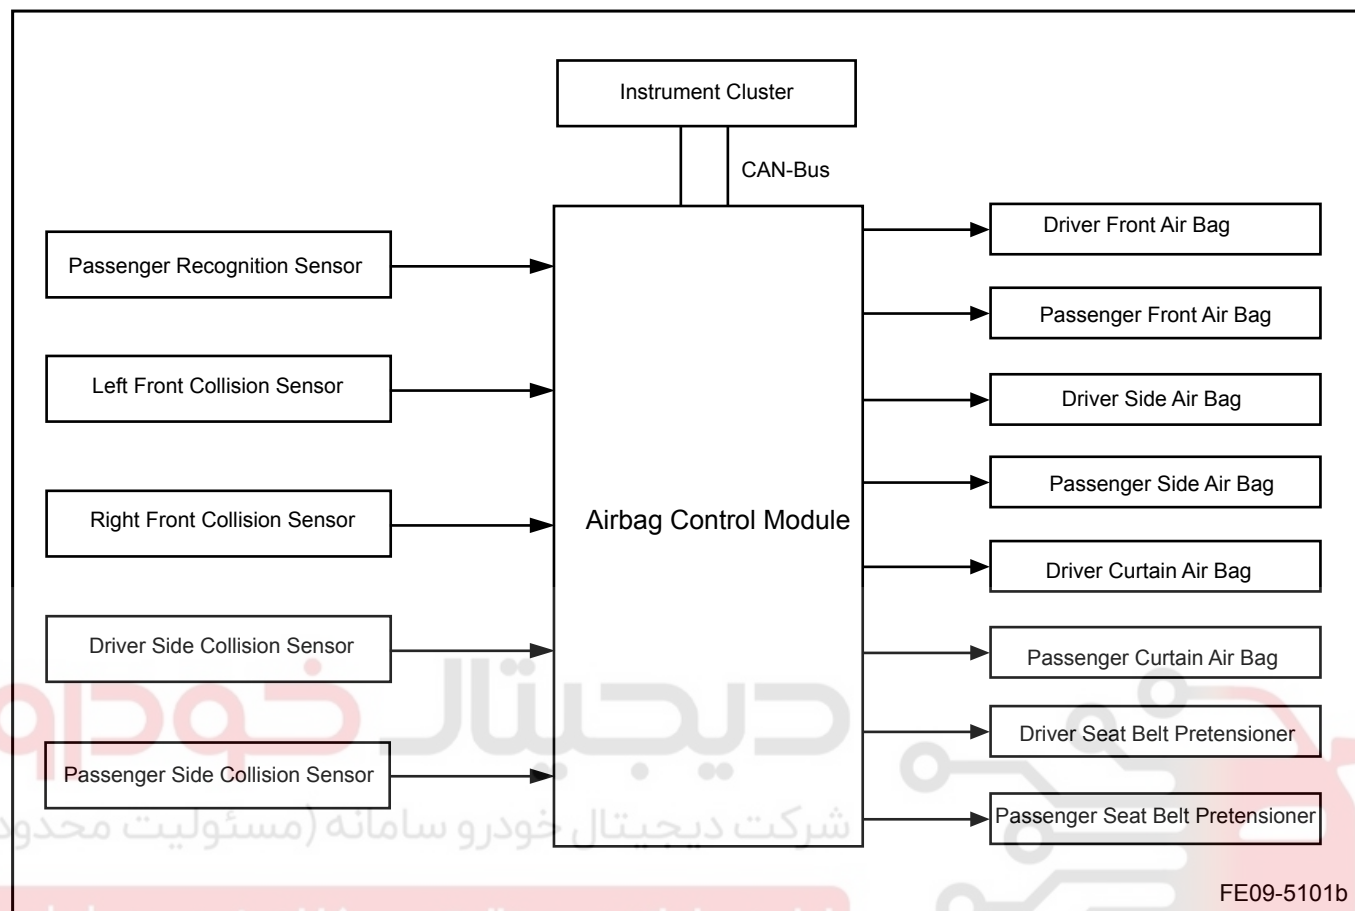 Instrument Cluster
CAN-Bus
Passenger Recognition Sensor
Left Front Collision Sensor
Right Front Collision Sensor
Driver Side Collision Sensor
Passenger Side Collision Sensor
Airbag Control Module
Driver Front Air Bag
Passenger Front Air Bag
Driver Side Air Bag
Passenger Side Air Bag
Driver Curtain Air Bag
Passenger Curtain Air Bag
Driver Seat Belt Pretensioner
Passenger Seat Belt Pretensioner
دیجیتال خودرو
شرکت دیجیتال خودرو سامانه (مسئولیت محدود
FE09-5101b